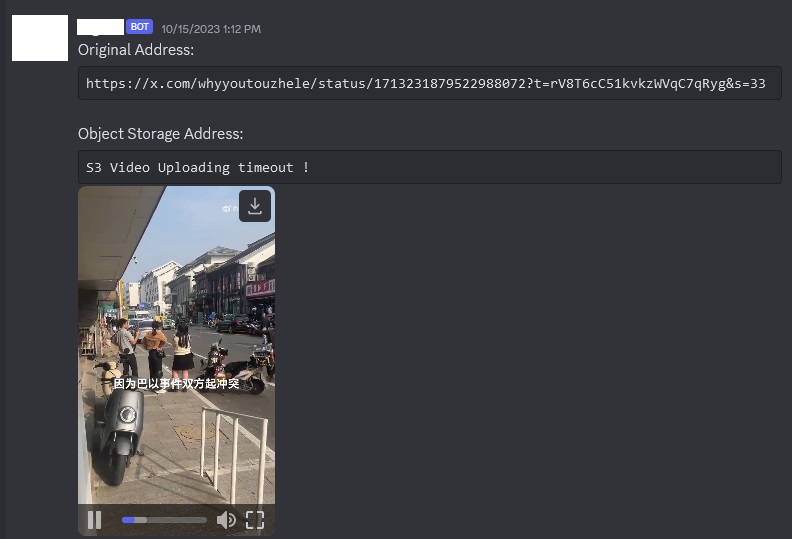 BOT 10/15/2023 1:12 PM
Original Address:
https://x.com/whyyoutouzhele/status/1713231879522988072?t=rV8T6cC51kvkzWVqC7qRyg&s=33
Object Storage Address:
S3 Video Uploading timeout !
因为巴以事件双方起冲突